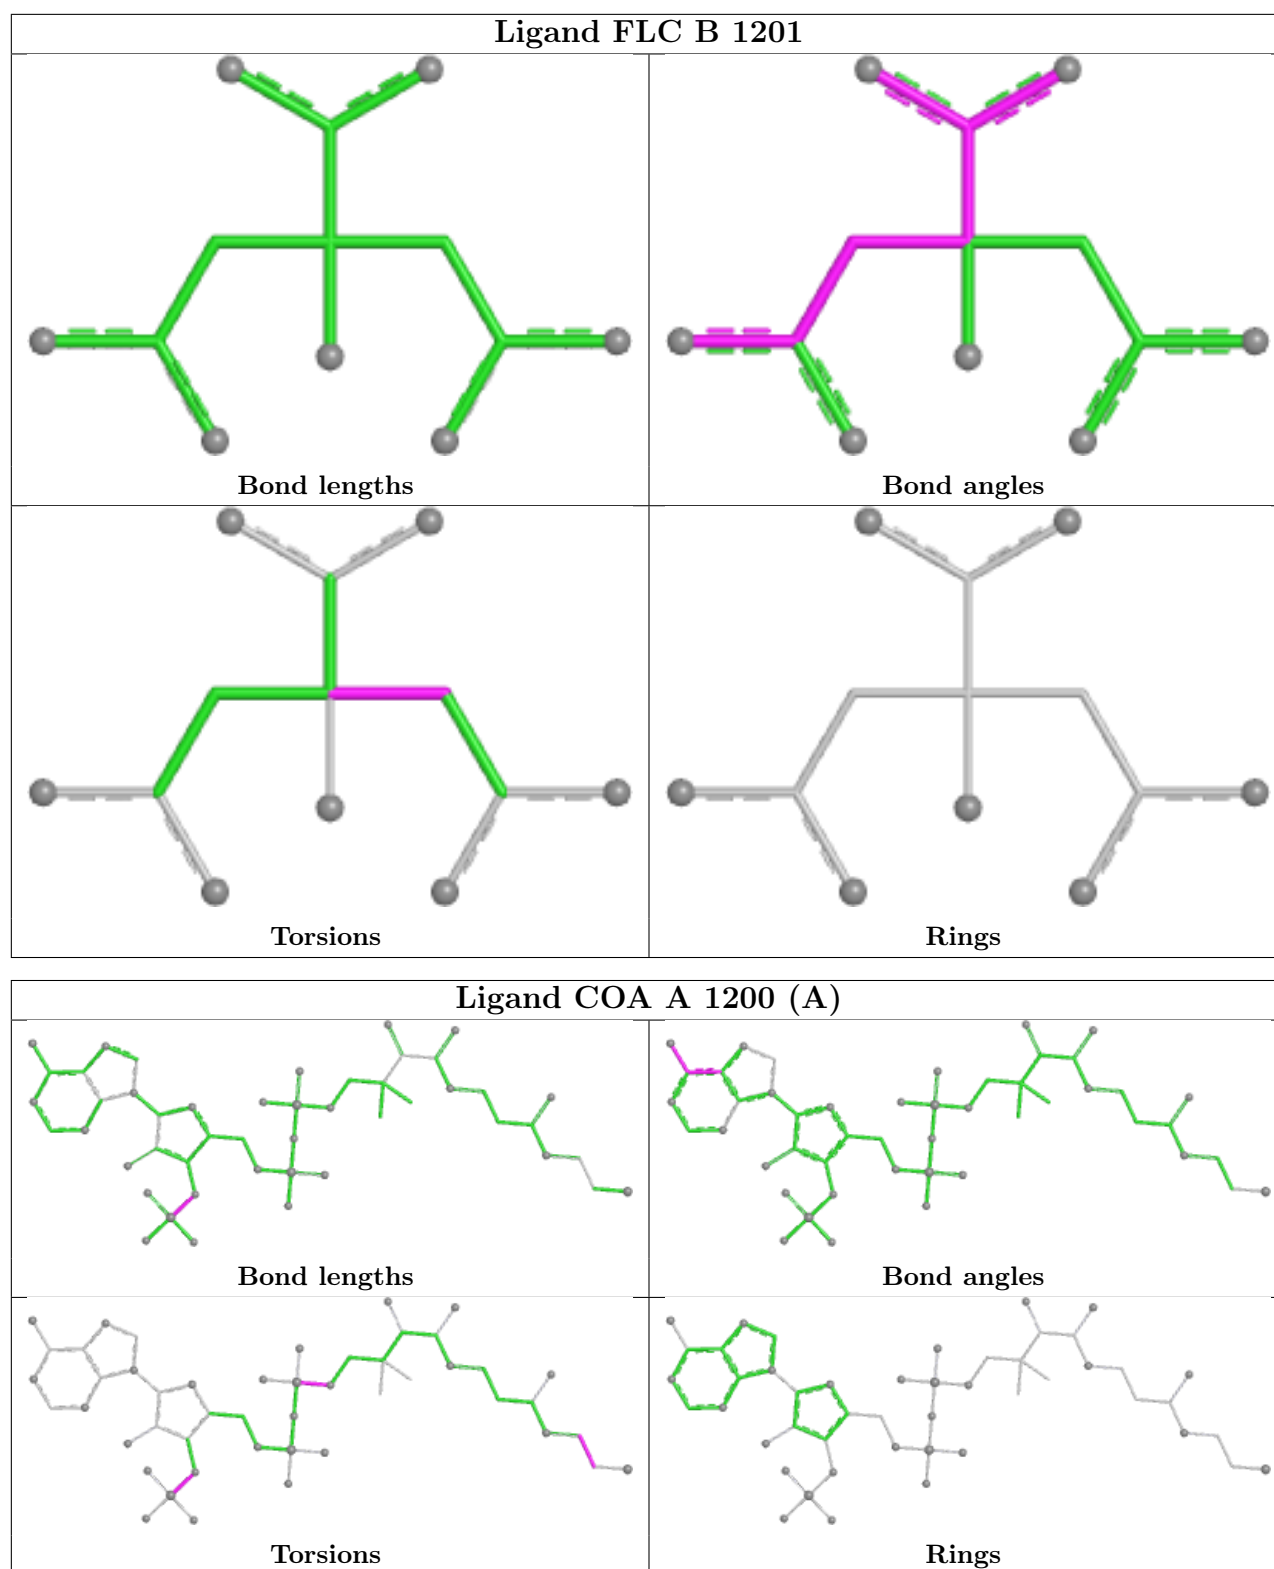 Ligand FLC B 1201
Bond lengths
Bond angles
Torsions
Rings
Ligand COA A 1200 (A)
Bond lengths
Bond angles
Torsions
Rings